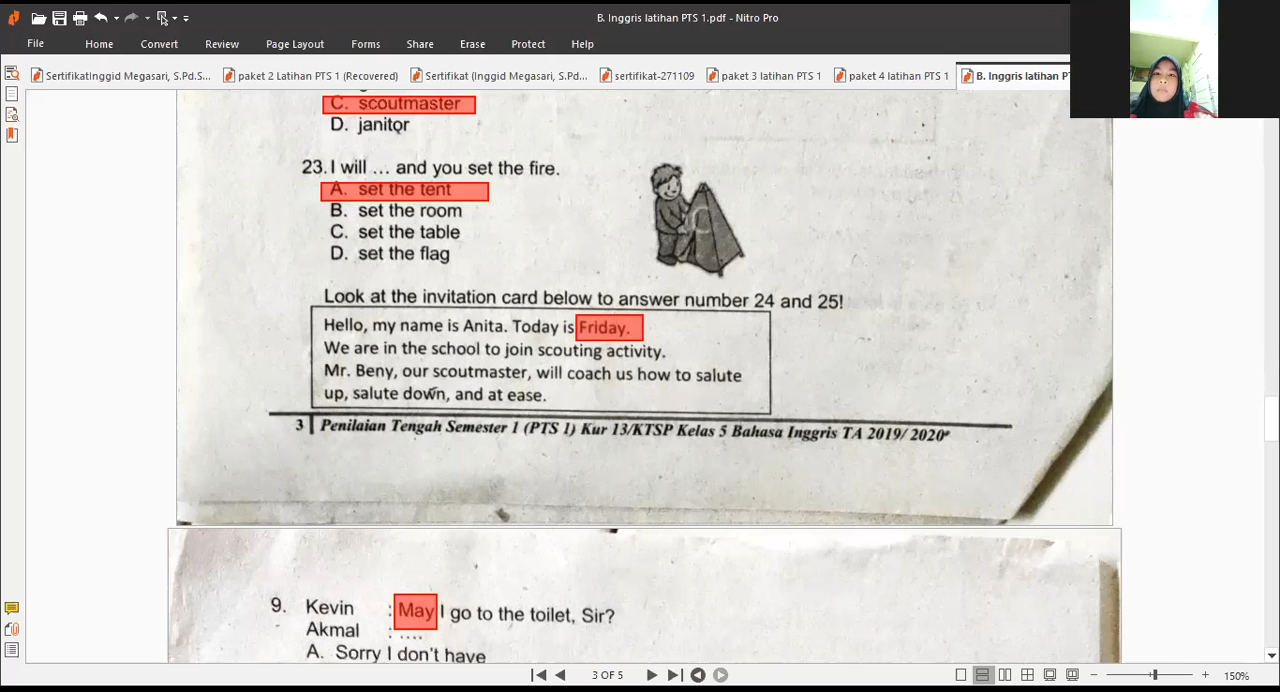 B. Inggris latihan PTS 1.pdf - Nitro Pro
File Home Convert Review Page Layout Forms Share Erase Protect Help
SertifikatInggid Megasari, S.Pd.S... paket 2 Latihan PTS 1 (Recovered) Sertifikat (Inggid Megasari, S.Pd... sertifikat-271109 paket 3 latihan PTS 1 paket 4 latihan PTS 1 B. Inggris latihan PT
C. scoutmaster
D. janitor
23. I will ... and you set the fire.
A. set the tent
B. set the room
C. set the table
D. set the flag
Look at the invitation card below to answer number 24 and 25!
Hello, my name is Anita. Today is Friday.
We are in the school to join scouting activity.
Mr. Beny, our scoutmaster, will coach us how to salute
up, salute down, and at ease.
3 | Penilaian Tengah Semester 1 (PTS 1) Kur 13/KTSP Kelas 5 Bahasa Inggris TA 2019/ 2020
9. Kevin : May I go to the toilet, Sir?
Akmal : ....
A. Sorry I don't have
3 OF 5
150%